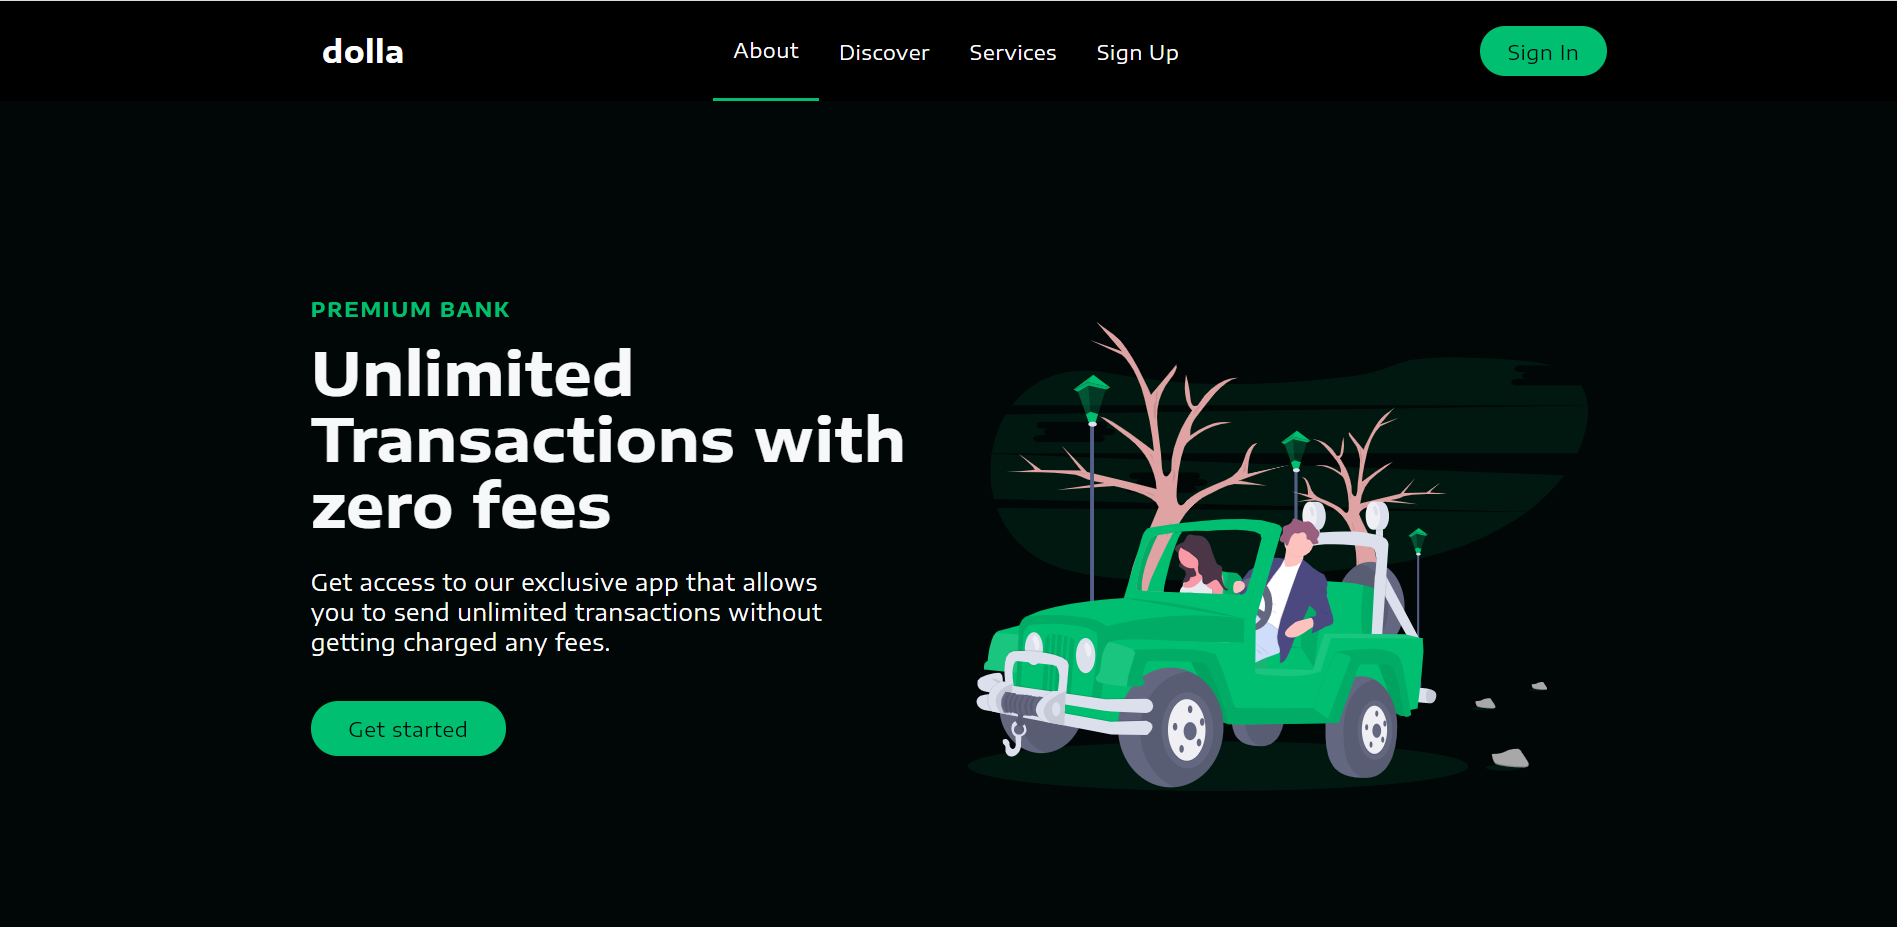 dolla
About
Discover
Services
Sign Up
Sign In
PREMIUM BANK
Unlimited
Transactions with
zero fees
Get access to our exclusive app that allows
you to send unlimited transactions without
getting charged any fees.
Get started